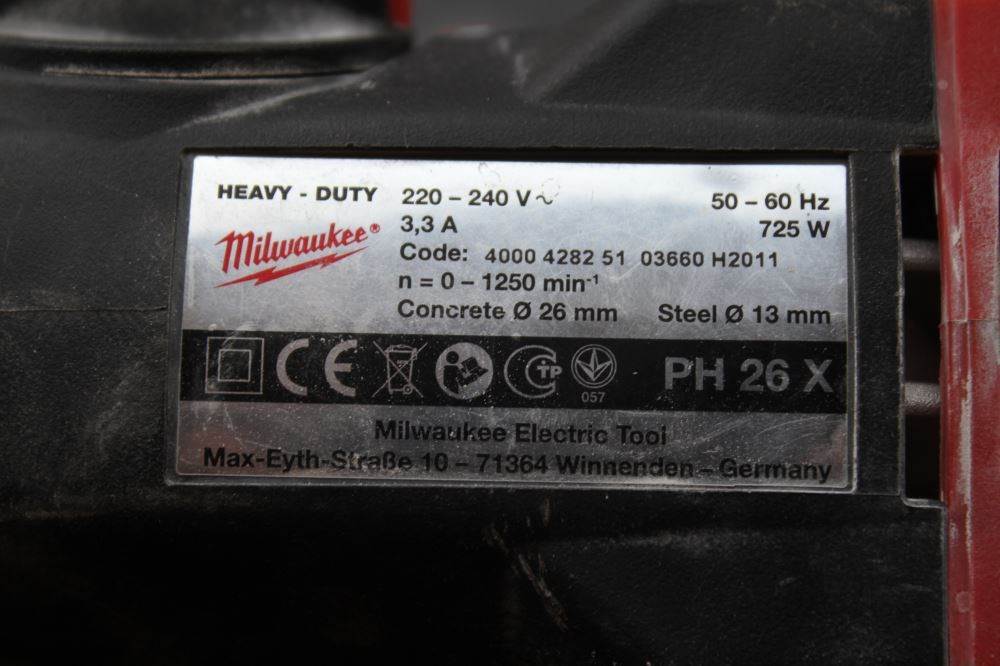 HEAVY - DUTY 220 – 240 V ~ 50 – 60 Hz
Milwaukee® 3,3 A 725 W
Code: 4000 4282 51 03660 H2011
n = 0 – 1250 min⁻¹
Concrete Ø 26 mm Steel Ø 13 mm
CE TP 057 PH 26 X
Milwaukee Electric Tool
Max-Eyth-Straße 10 – 71364 Winnenden – Germany